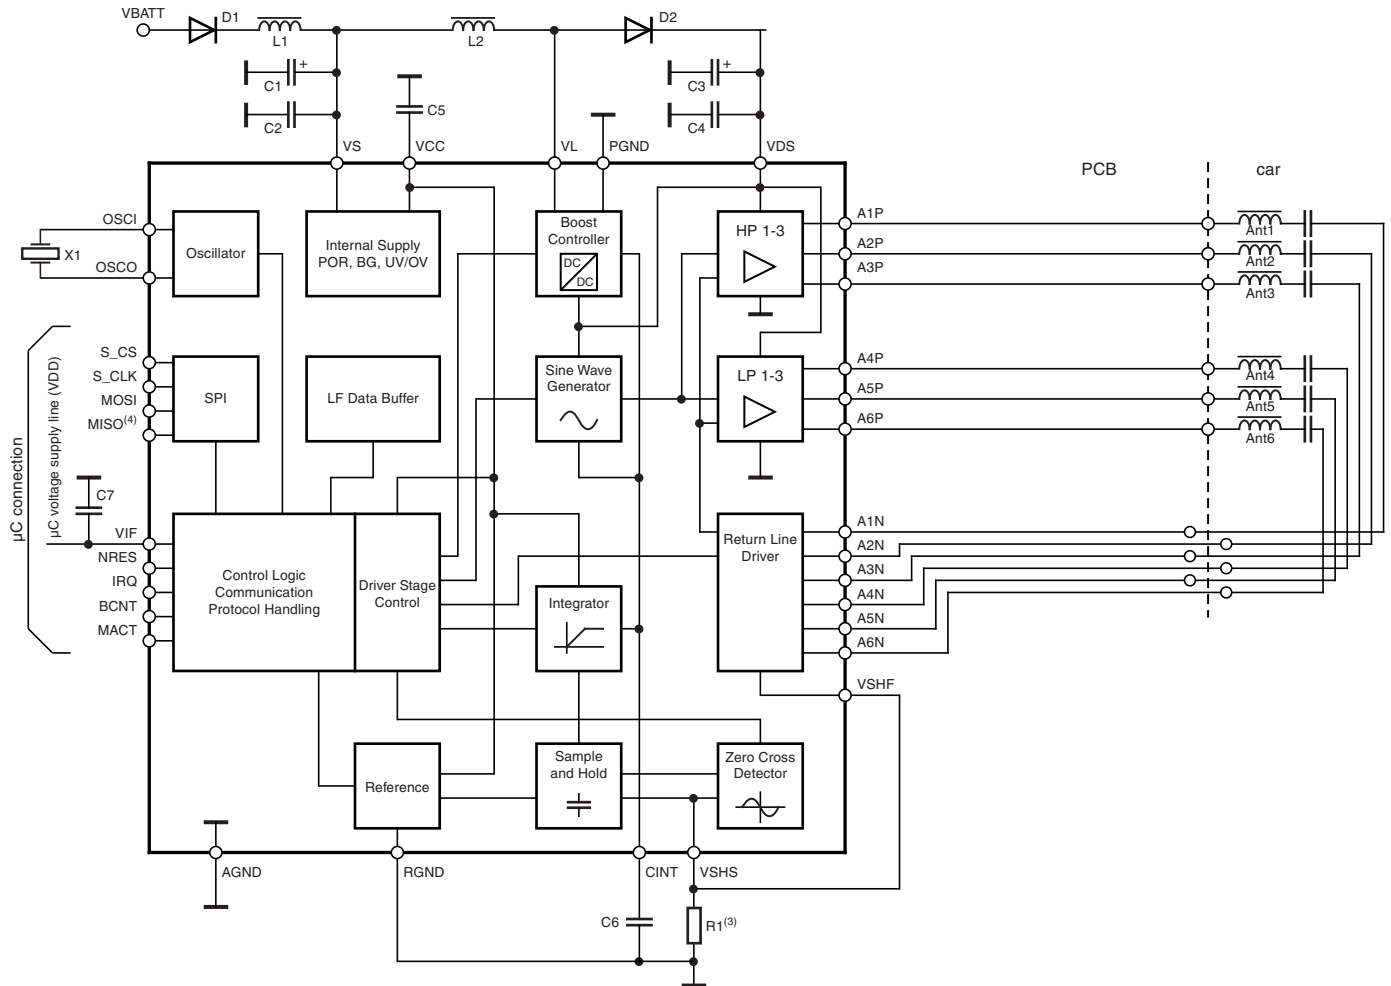 VBATT
D1
L1
L2
D2
C1
+
C2
C5
C3
+
C4
VS
VCC
VL
PGND
VDS
PCB
car
OSCI
X1
OSCO
Oscillator
Internal Supply
POR, BG, UV/OV
Boost
Controller
DC
DC
HP 1-3
A1P
A2P
A3P
Ant1
Ant2
Ant3
µC connection
µC voltage supply line (VDD)
S_CS
S_CLK
MOSI
MISO(4)
SPI
LF Data Buffer
Sine Wave
Generator
LP 1-3
A4P
A5P
A6P
Ant4
Ant5
Ant6
C7
VIF
NRES
IRQ
BCNT
MACT
Control Logic
Communication
Protocol Handling
Driver Stage
Control
Integrator
Return Line
Driver
A1N
A2N
A3N
A4N
A5N
A6N
VSHF
Reference
Sample
and Hold
Zero Cross
Detector
AGND
RGND
CINT
VSHS
C6
R1(3)